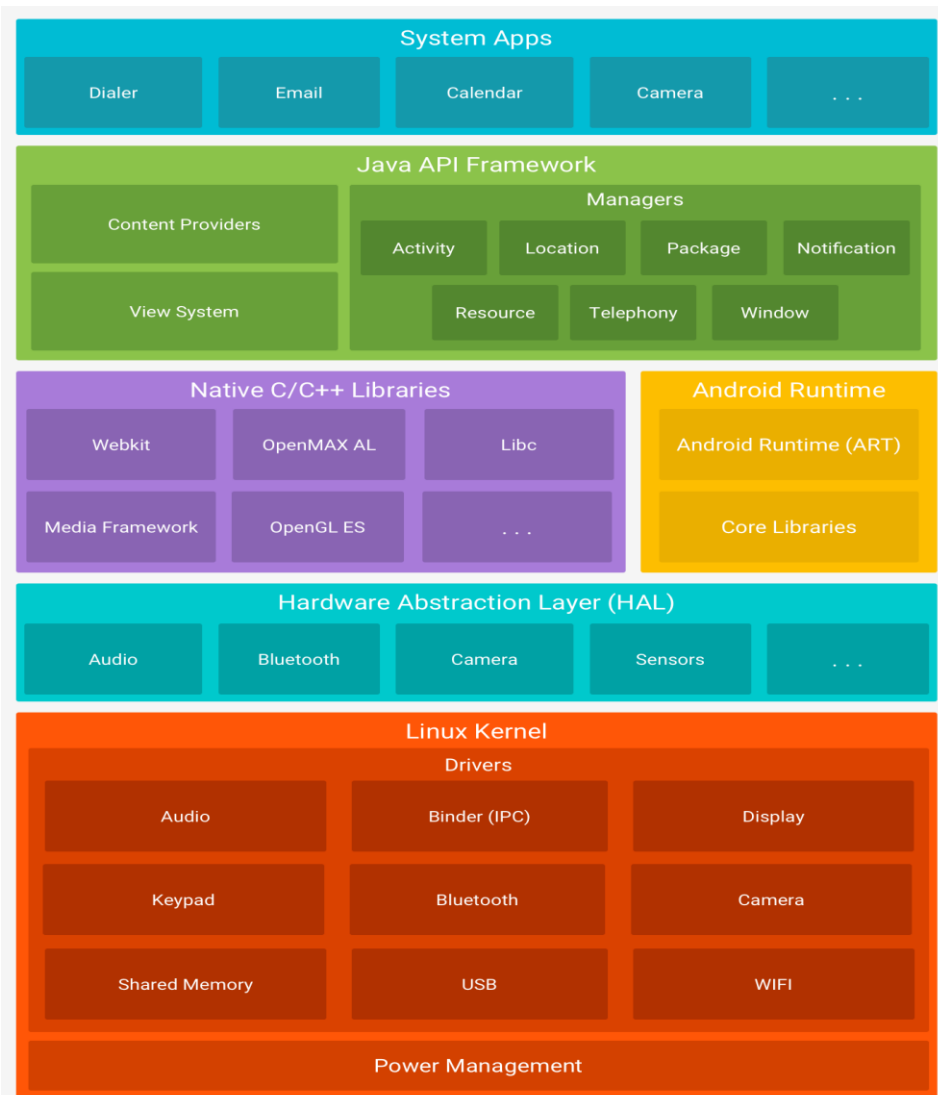 System Apps
Dialer Email Calendar Camera . . .
Java API Framework
Content Providers
View System
Managers
Activity Location Package Notification
Resource Telephony Window
Native C/C++ Libraries
Webkit OpenMAX AL Libc
Media Framework OpenGL ES . . .
Android Runtime
Android Runtime (ART)
Core Libraries
Hardware Abstraction Layer (HAL)
Audio Bluetooth Camera Sensors . . .
Linux Kernel
Drivers
Audio Binder (IPC) Display
Keypad Bluetooth Camera
Shared Memory USB WIFI
Power Management